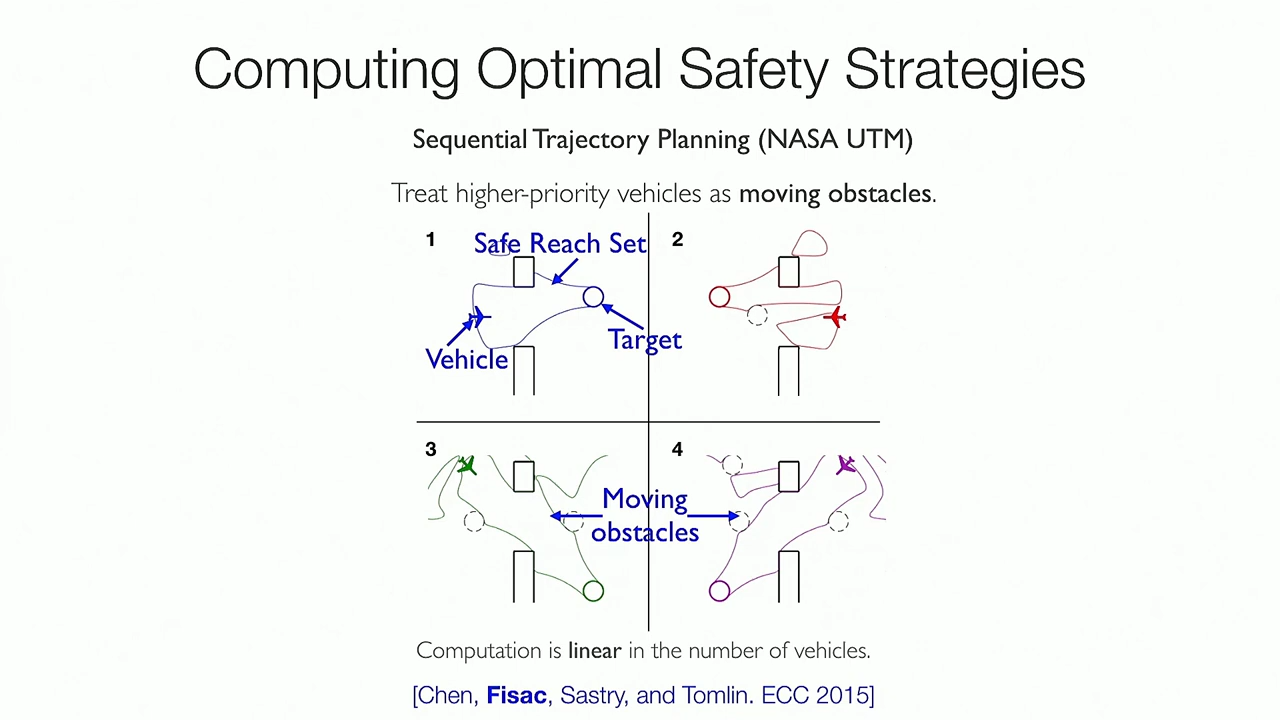 Computing Optimal Safety Strategies
Sequential Trajectory Planning (NASA UTM)
Treat higher-priority vehicles as moving obstacles.
1
Safe Reach Set
2
Target
Vehicle
3
4
Moving
obstacles
Computation is linear in the number of vehicles.
[Chen, Fisac, Sastry, and Tomlin. ECC 2015]